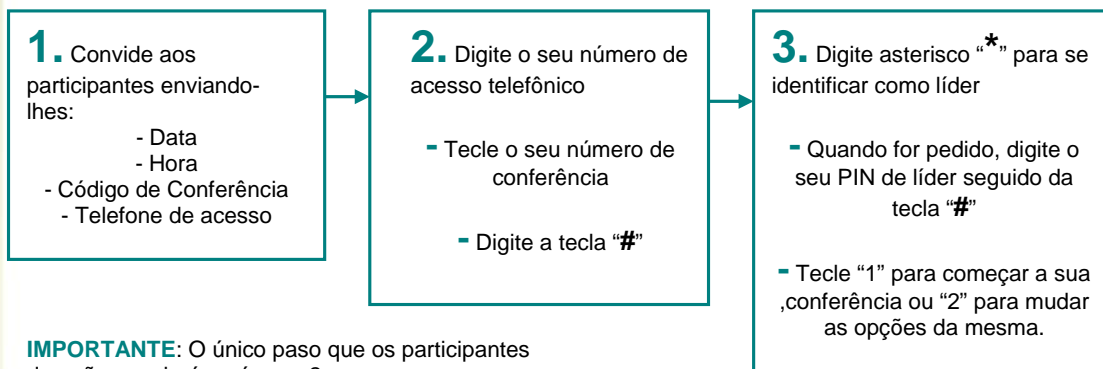 1. Convide aos
participantes enviando-
lhes:
- Data
- Hora
- Código de Conferência
- Telefone de acesso
2. Digite o seu número de
acesso telefônico
- Tecle o seu número de
conferência
- Digite a tecla “#”
3. Digite asterisco “*” para se
identificar como líder
- Quando for pedido, digite o
seu PIN de líder seguido da
tecla “#”
- Tecle “1” para começar a sua
,conferência ou “2” para mudar
as opções da mesma.
IMPORTANTE: O único paso que os participantes